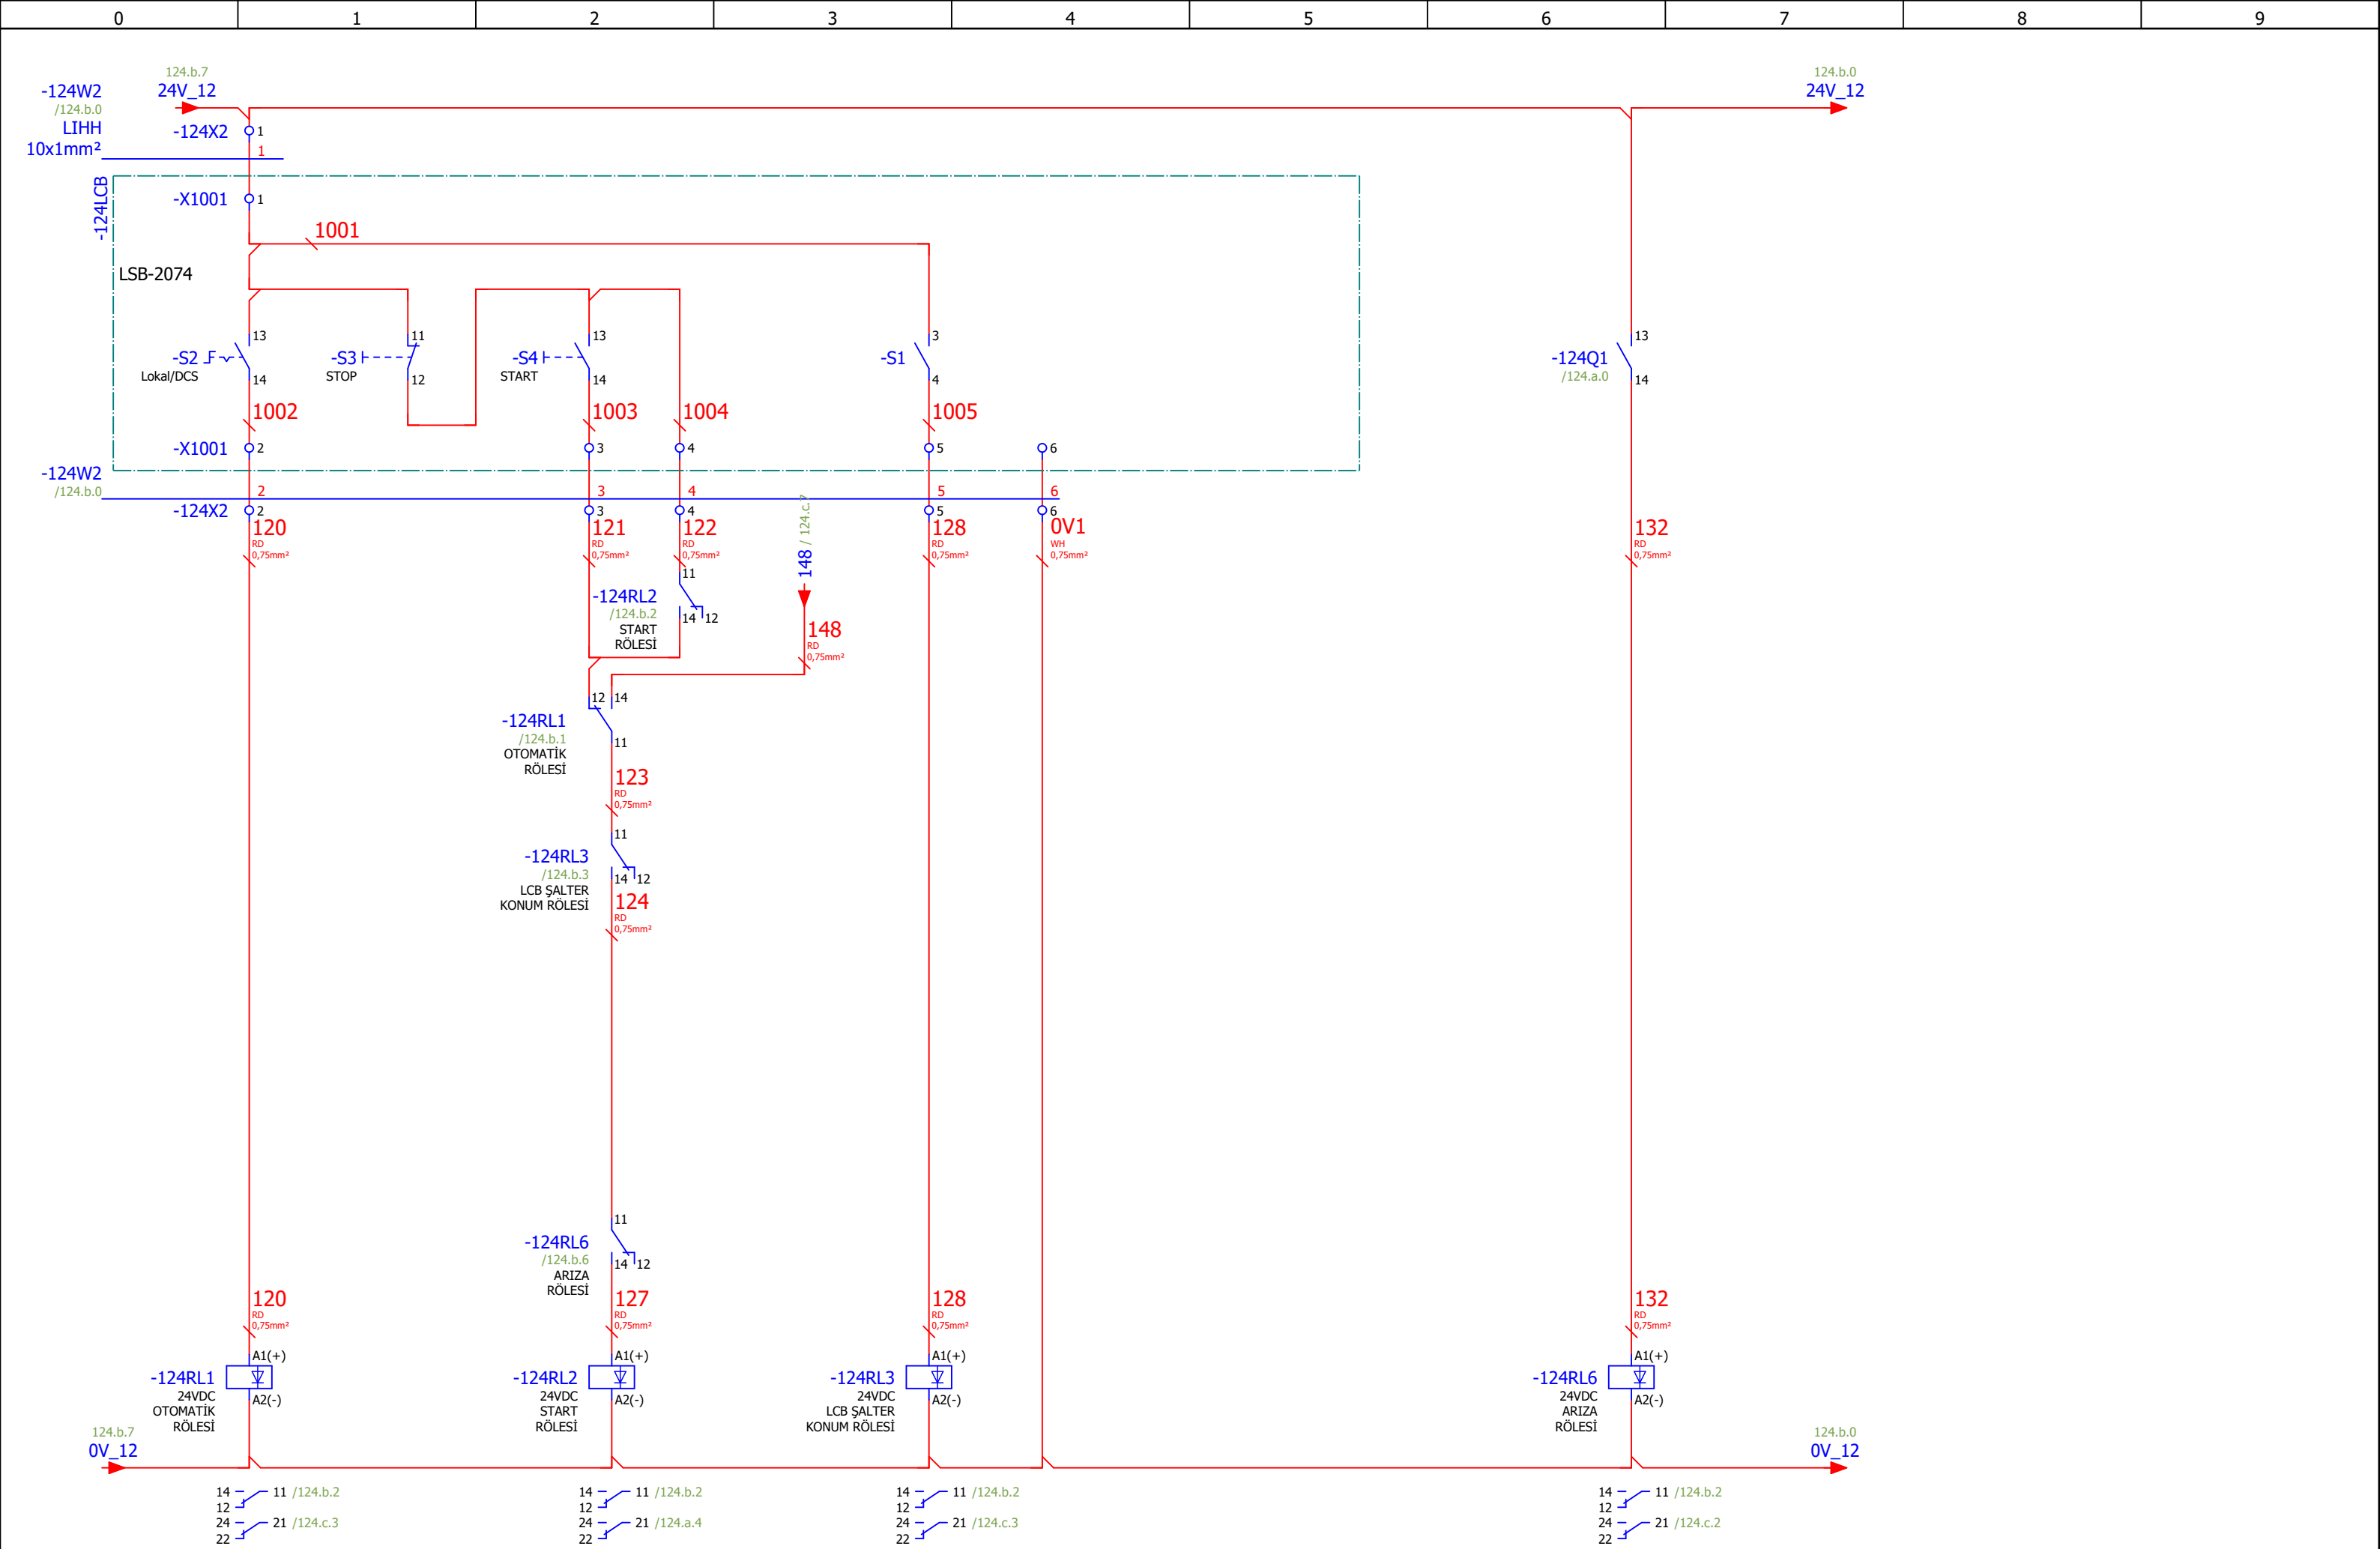 0 1 2 3 4 5 6 7 8 9
124.b.7
24V_12
124.b.0
24V_12
-124W2
/124.b.0
LIHH
10x1mm²
-124X2 1
1
-124LCB
-X1001 1
1001
LSB-2074
-S2
Lokal/DCS
13
14
-S3
STOP
11
12
-S4
START
13
14
-S1
3
4
-124Q1
/124.a.0
13
14
1002
1003
1004
1005
-X1001 2 3 4 5 6
-124W2
/124.b.0
2 3 4 5 6
-124X2 2 3 4 5 6
120
RD
0,75mm²
121
RD
0,75mm²
122
RD
0,75mm²
148 / 124.c.7
128
RD
0,75mm²
0V1
WH
0,75mm²
132
RD
0,75mm²
-124RL2
/124.b.2
START
RÖLESİ
11
14 12
148
RD
0,75mm²
12 14
-124RL1
/124.b.1
OTOMATİK
RÖLESİ
11
123
RD
0,75mm²
11
-124RL3
/124.b.3
LCB ŞALTER
KONUM RÖLESİ
14 12
124
RD
0,75mm²
11
-124RL6
/124.b.6
ARIZA
RÖLESİ
14 12
120
RD
0,75mm²
127
RD
0,75mm²
128
RD
0,75mm²
132
RD
0,75mm²
-124RL1
24VDC
OTOMATİK
RÖLESİ
A1(+)
A2(-)
-124RL2
24VDC
START
RÖLESİ
A1(+)
A2(-)
-124RL3
24VDC
LCB ŞALTER
KONUM RÖLESİ
A1(+)
A2(-)
-124RL6
24VDC
ARIZA
RÖLESİ
A1(+)
A2(-)
124.b.7
0V_12
124.b.0
0V_12
14 11 /124.b.2
12
24 21 /124.c.3
22
14 11 /124.b.2
12
24 21 /124.a.4
22
14 11 /124.b.2
12
24 21 /124.c.3
22
14 11 /124.b.2
12
24 21 /124.c.2
22